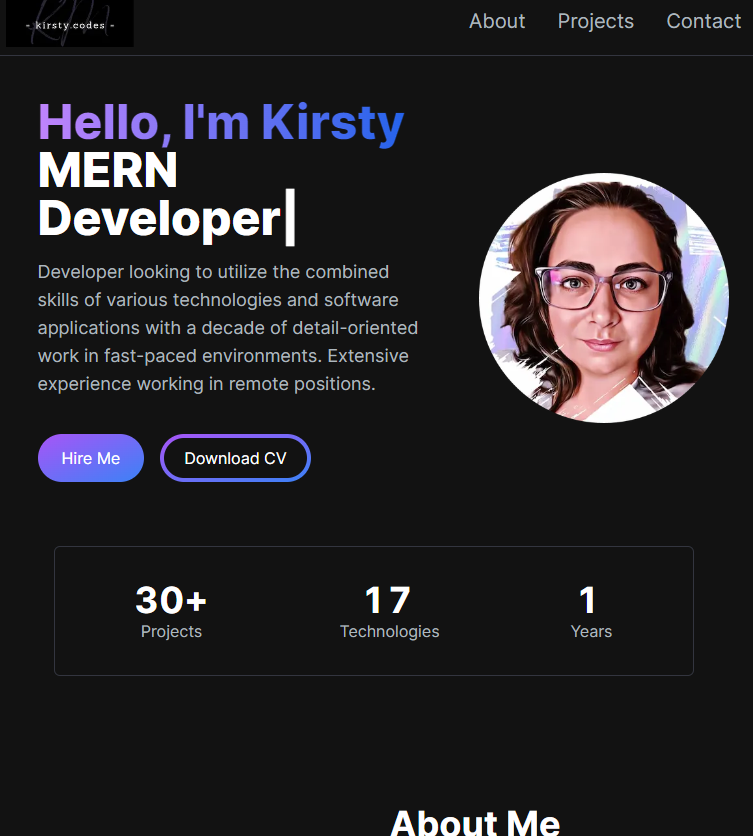 - kirsty.codes -
About Projects Contact
Hello, I'm Kirsty
MERN
Developer|
Developer looking to utilize the combined
skills of various technologies and software
applications with a decade of detail-oriented
work in fast-paced environments. Extensive
experience working in remote positions.
Hire Me Download CV
30+ 17 1
Projects Technologies Years
About Me